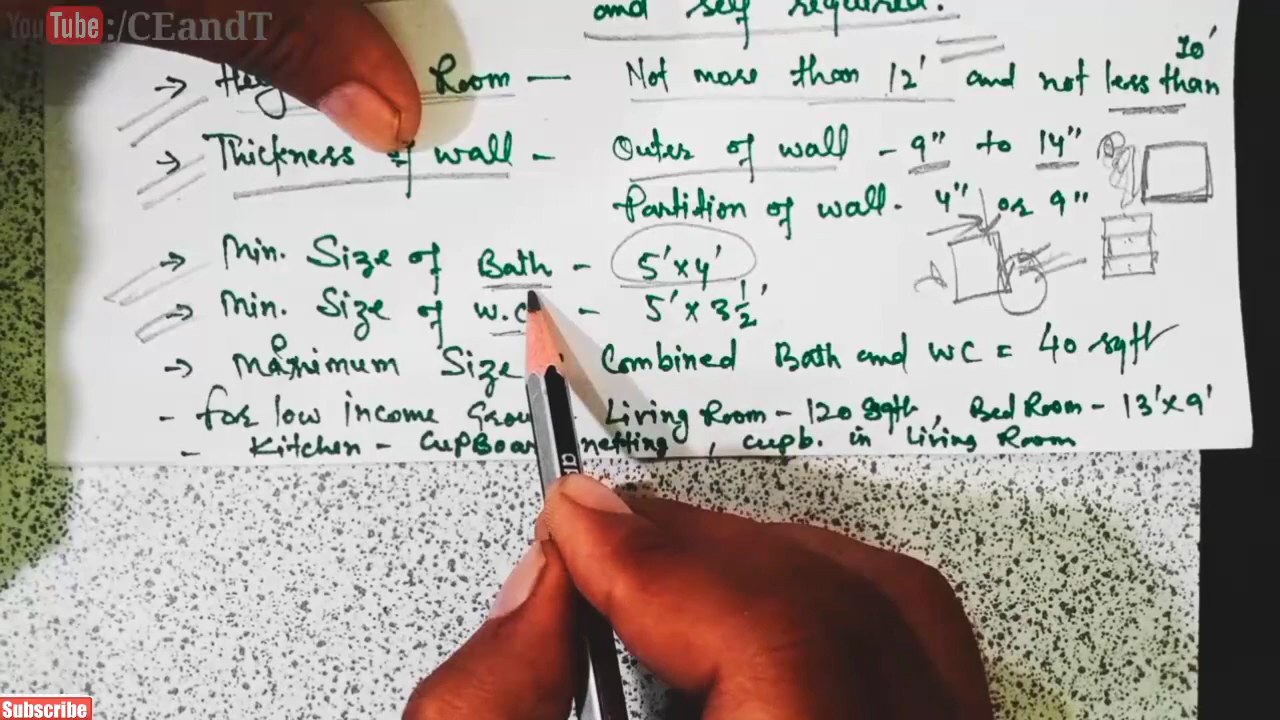 YouTube:/CEandT
and self required.
→ Room — Not more than 12' and not less than 10'
→ Thickness of wall – Outer of wall – 9" to 14"
Partition of wall. 4" or 9"
→ Min. Size of Bath – 5'x4'
→ Min. Size of W.C – 5'x3½'
→ Size Combined Bath and WC = 40 sqft
- for low income Living Room – 120 sqft, Bed Room – 13'x9'
- Kitchen – netting, cupb. in living Room
Subscribe